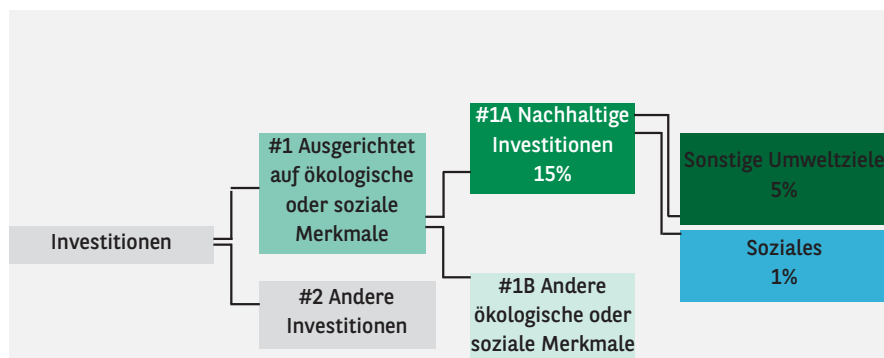 Investitionen
#1 Ausgerichtet
auf ökologische
oder soziale
Merkmale
#2 Andere
Investitionen
#1A Nachhaltige
Investitionen
15%
#1B Andere
ökologische oder
soziale Merkmale
Sonstige Umweltziele
5%
Soziales
1%